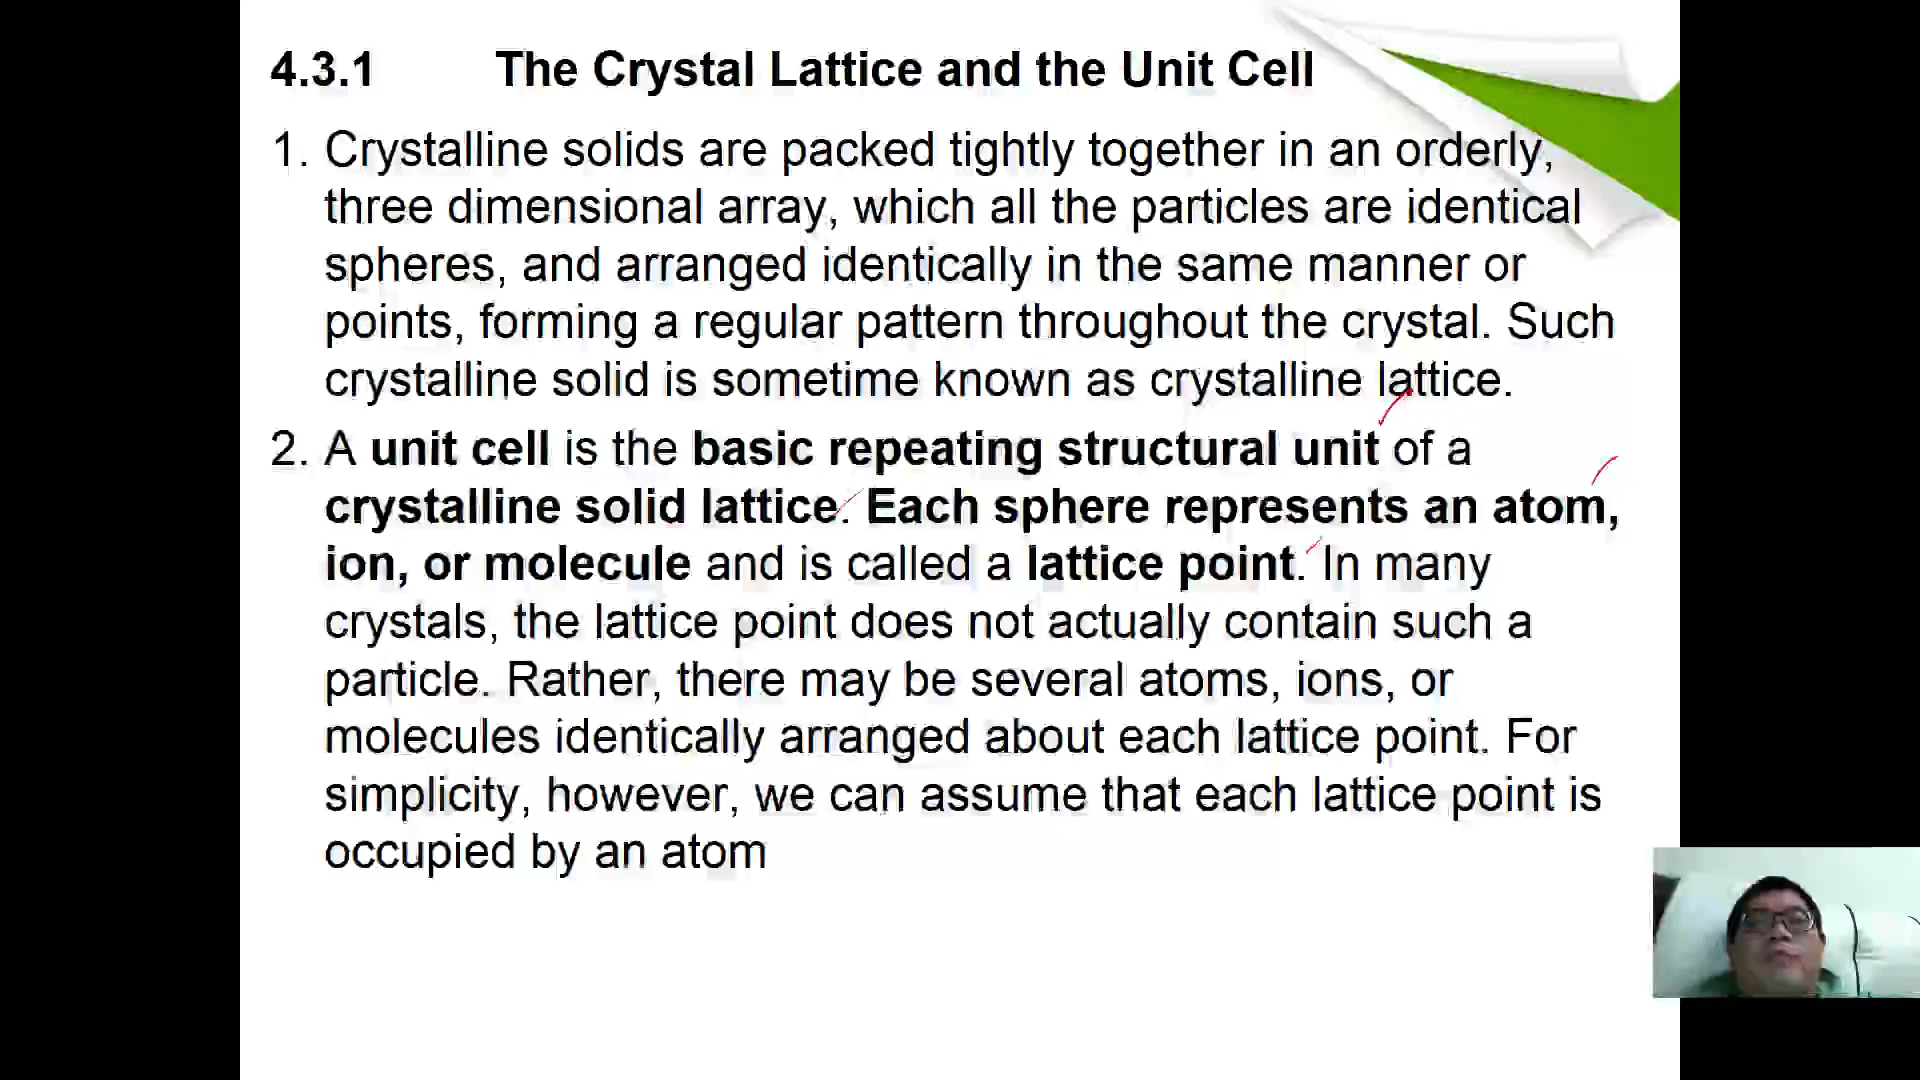 4.3.1 The Crystal Lattice and the Unit Cell
1. Crystalline solids are packed tightly together in an orderly,
three dimensional array, which all the particles are identical
spheres, and arranged identically in the same manner or
points, forming a regular pattern throughout the crystal. Such
crystalline solid is sometime known as crystalline lattice.
2. A unit cell is the basic repeating structural unit of a
crystalline solid lattice. Each sphere represents an atom,
ion, or molecule and is called a lattice point. In many
crystals, the lattice point does not actually contain such a
particle. Rather, there may be several atoms, ions, or
molecules identically arranged about each lattice point. For
simplicity, however, we can assume that each lattice point is
occupied by an atom